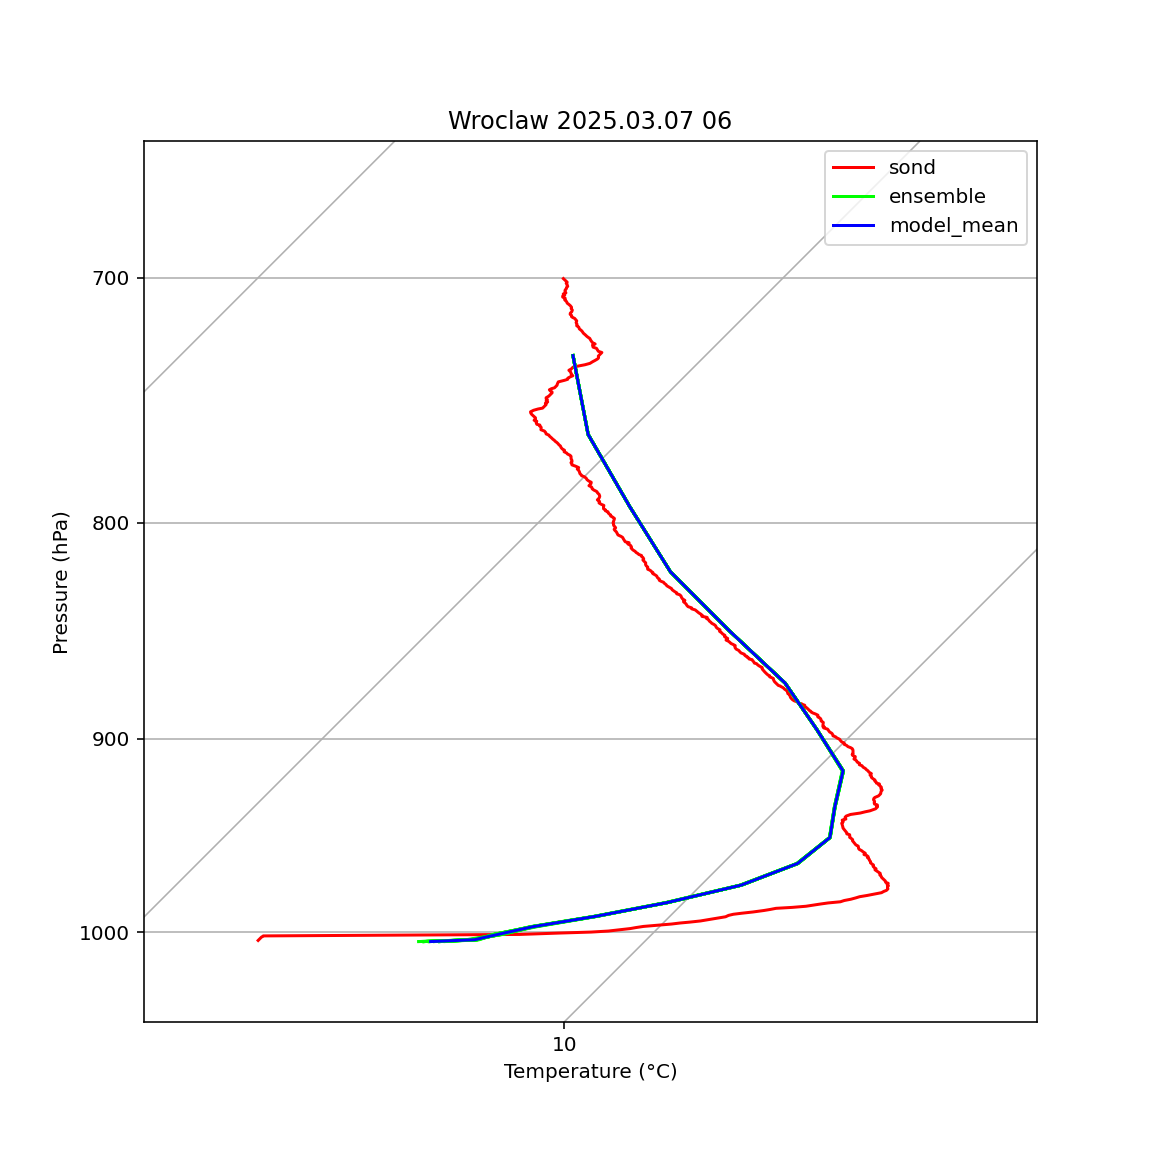 Wroclaw 2025.03.07 06
sond
ensemble
model_mean
700
800
900
1000
Pressure (hPa)
10
Temperature (°C)